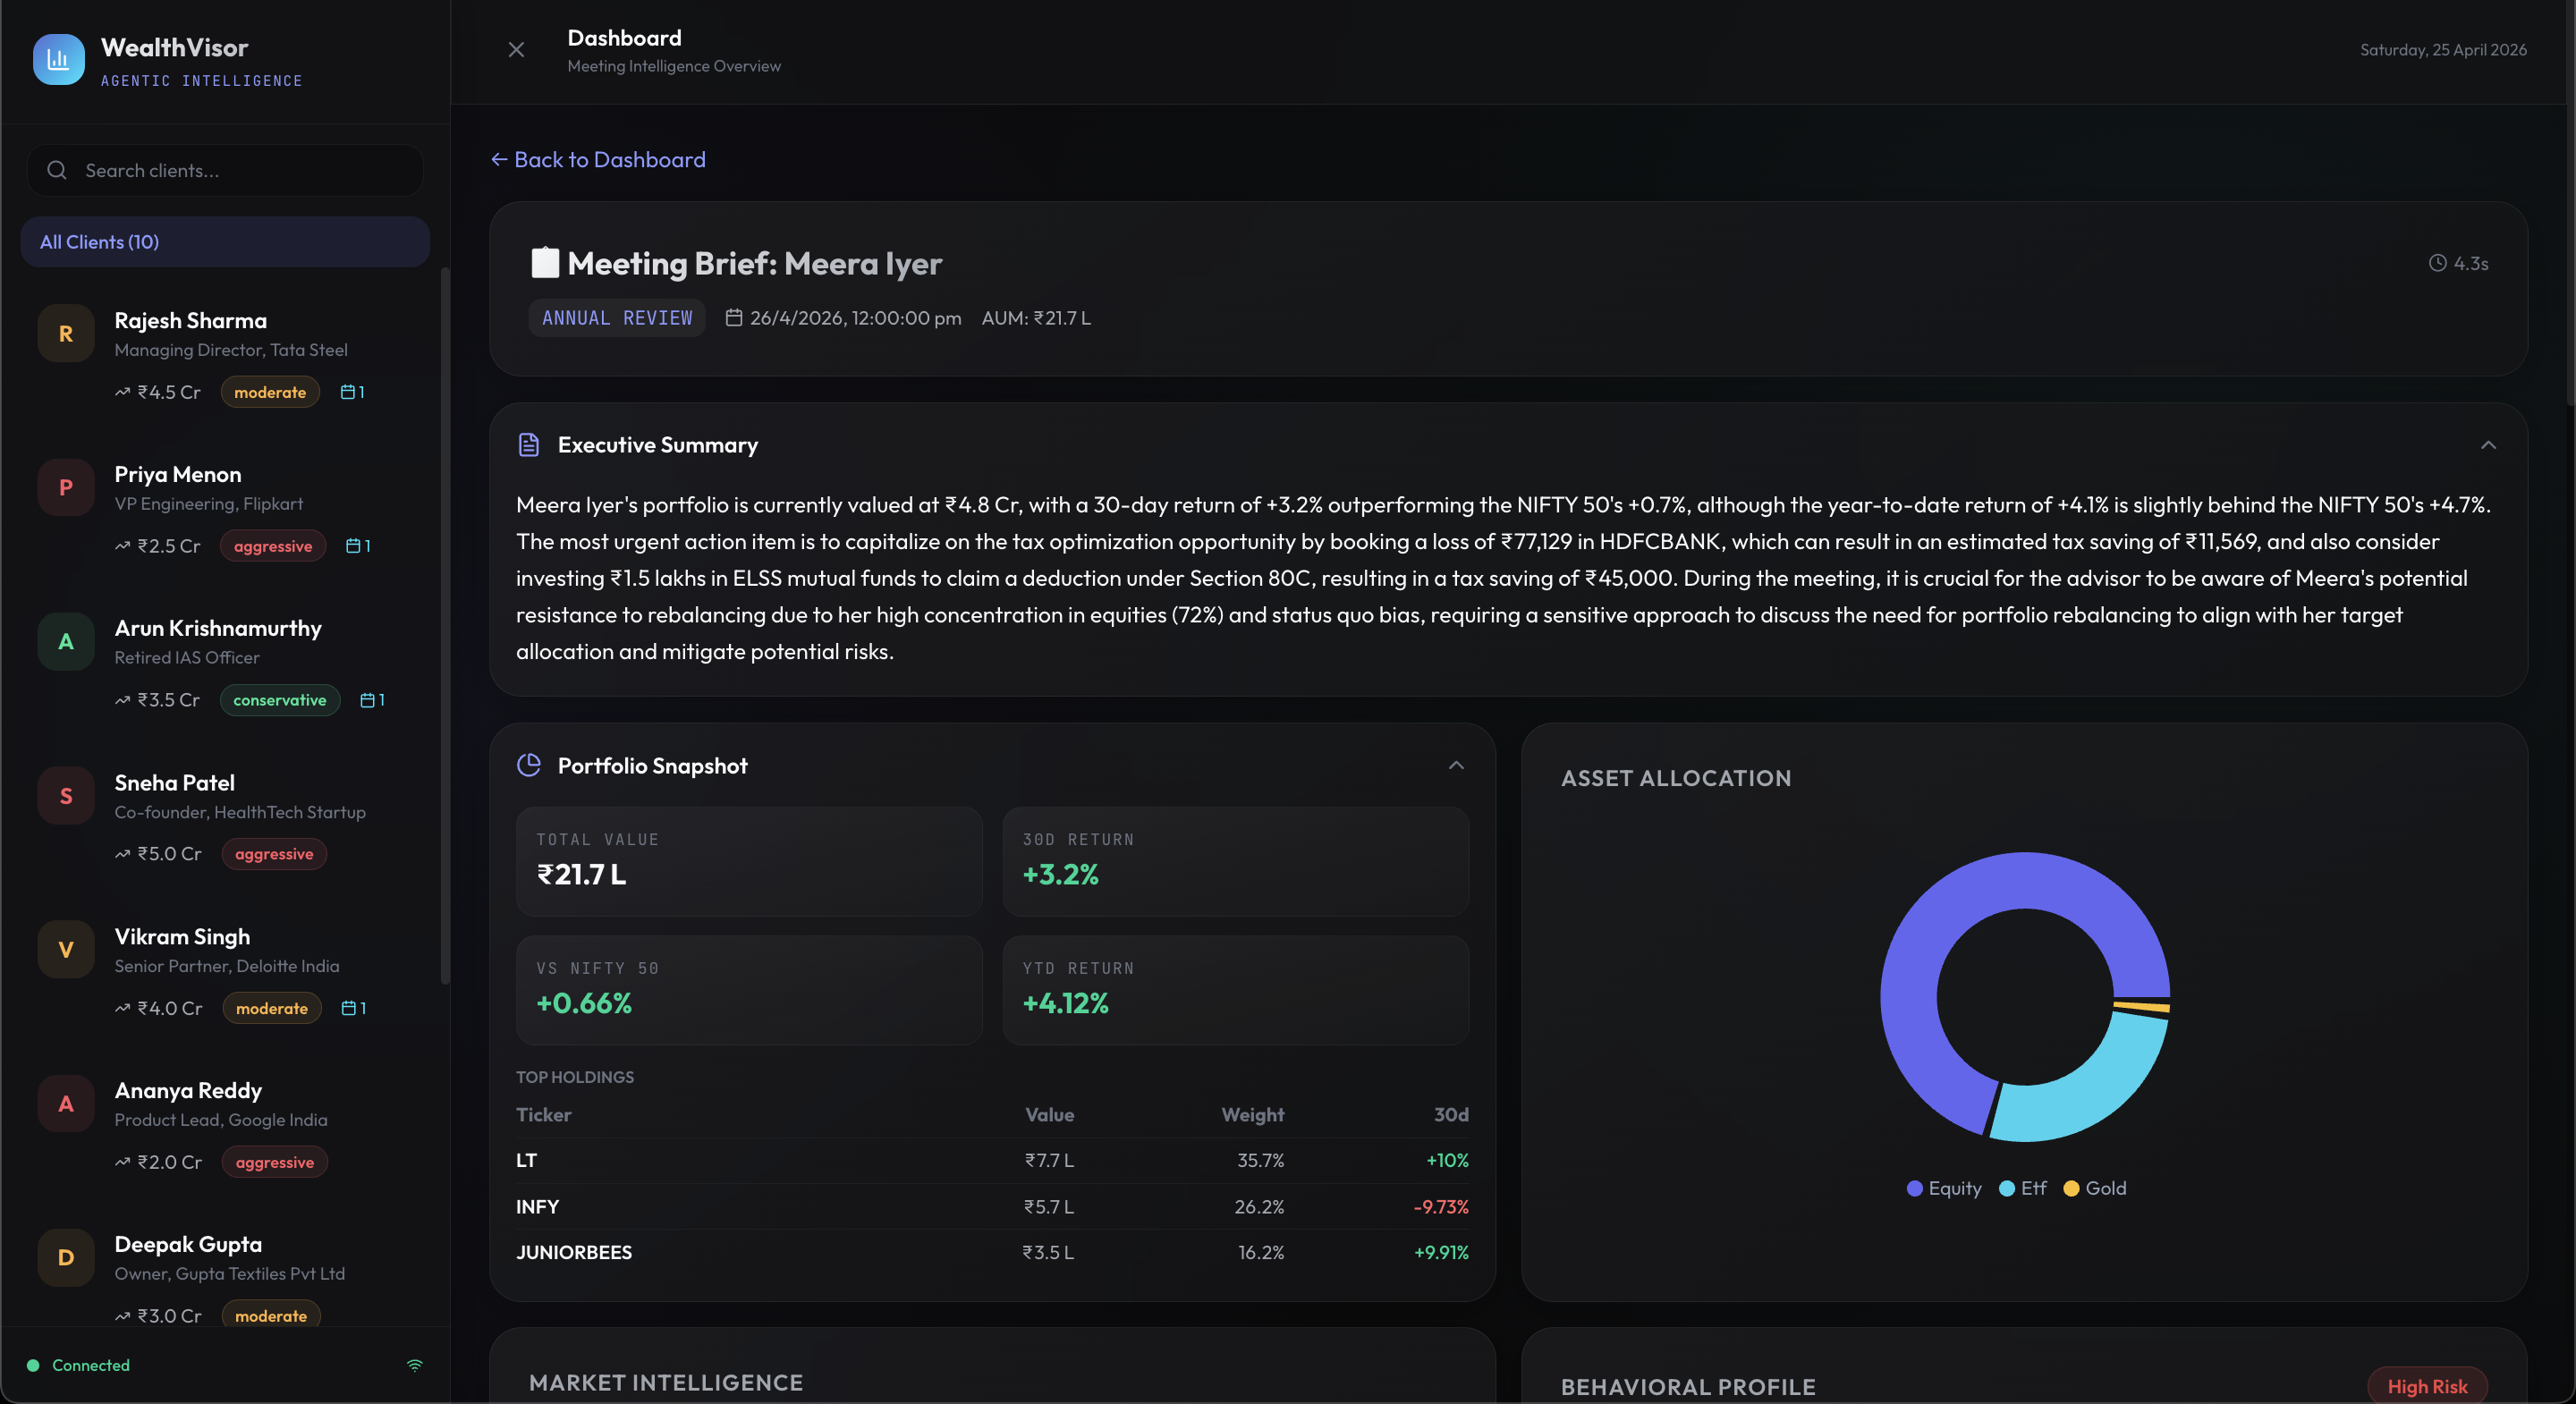 WealthVisor
AGENTIC INTELLIGENCE
Search clients...
All Clients (10)
R
Rajesh Sharma
Managing Director, Tata Steel
₹4.5 Cr moderate 1
P
Priya Menon
VP Engineering, Flipkart
₹2.5 Cr aggressive 1
A
Arun Krishnamurthy
Retired IAS Officer
₹3.5 Cr conservative 1
S
Sneha Patel
Co-founder, HealthTech Startup
₹5.0 Cr aggressive
V
Vikram Singh
Senior Partner, Deloitte India
₹4.0 Cr moderate 1
A
Ananya Reddy
Product Lead, Google India
₹2.0 Cr aggressive
D
Deepak Gupta
Owner, Gupta Textiles Pvt Ltd
₹3.0 Cr moderate
Connected
Dashboard
Meeting Intelligence Overview
Saturday, 25 April 2026
← Back to Dashboard
Meeting Brief: Meera Iyer
4.3s
ANNUAL REVIEW 26/4/2026, 12:00:00 pm AUM: ₹21.7 L
Executive Summary
Meera Iyer's portfolio is currently valued at ₹4.8 Cr, with a 30-day return of +3.2% outperforming the NIFTY 50's +0.7%, although the year-to-date return of +4.1% is slightly behind the NIFTY 50's +4.7%.
The most urgent action item is to capitalize on the tax optimization opportunity by booking a loss of ₹77,129 in HDFCBANK, which can result in an estimated tax saving of ₹11,569, and also consider
investing ₹1.5 lakhs in ELSS mutual funds to claim a deduction under Section 80C, resulting in a tax saving of ₹45,000. During the meeting, it is crucial for the advisor to be aware of Meera's potential
resistance to rebalancing due to her high concentration in equities (72%) and status quo bias, requiring a sensitive approach to discuss the need for portfolio rebalancing to align with her target
allocation and mitigate potential risks.
Portfolio Snapshot
TOTAL VALUE
₹21.7 L
30D RETURN
+3.2%
VS NIFTY 50
+0.66%
YTD RETURN
+4.12%
TOP HOLDINGS
Ticker Value Weight 30d
LT ₹7.7 L 35.7% +10%
INFY ₹5.7 L 26.2% -9.73%
JUNIORBEES ₹3.5 L 16.2% +9.91%
ASSET ALLOCATION
Equity Etf Gold
MARKET INTELLIGENCE
BEHAVIORAL PROFILE
High Risk